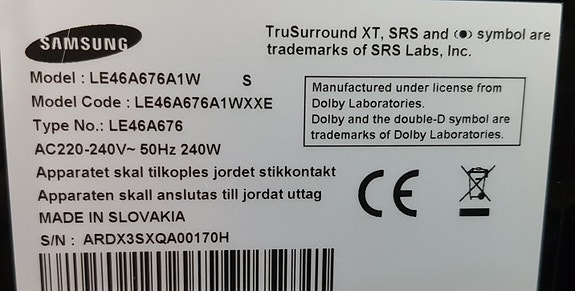 SAMSUNG
TruSurround XT, SRS and (●) symbol are
trademarks of SRS Labs, Inc.
Model : LE46A676A1W S
Model Code : LE46A676A1WXXE
Type No.: LE46A676
AC220-240V~ 50Hz 240W
Manufactured under license from
Dolby Laboratories.
Dolby and the double-D symbol are
trademarks of Dolby Laboratories.
Apparatet skal tilkoples jordet stikkontakt
Apparaten skall anslutas till jordat uttag
MADE IN SLOVAKIA
S/N : ARDX3SXQA00170H
CE